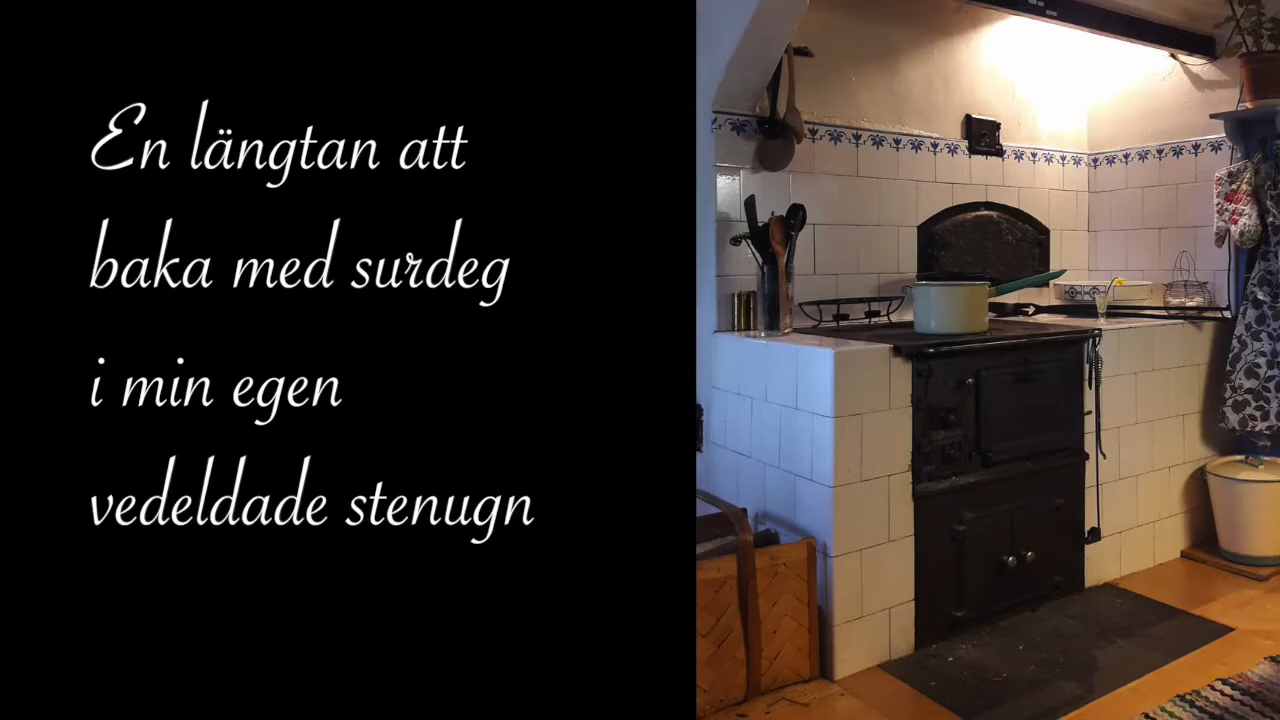 En längtan att
baka med surdeg
i min egen
vedeldade stenugn